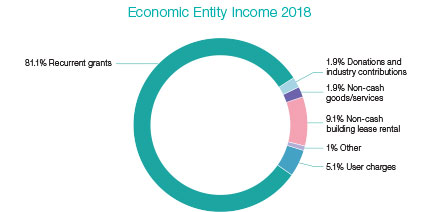 Economic Entity Income 2018
81.1% Recurrent grants
1.9% Donations and
industry contributions
1.9% Non-cash
goods/services
9.1% Non-cash
building lease rental
1% Other
5.1% User charges